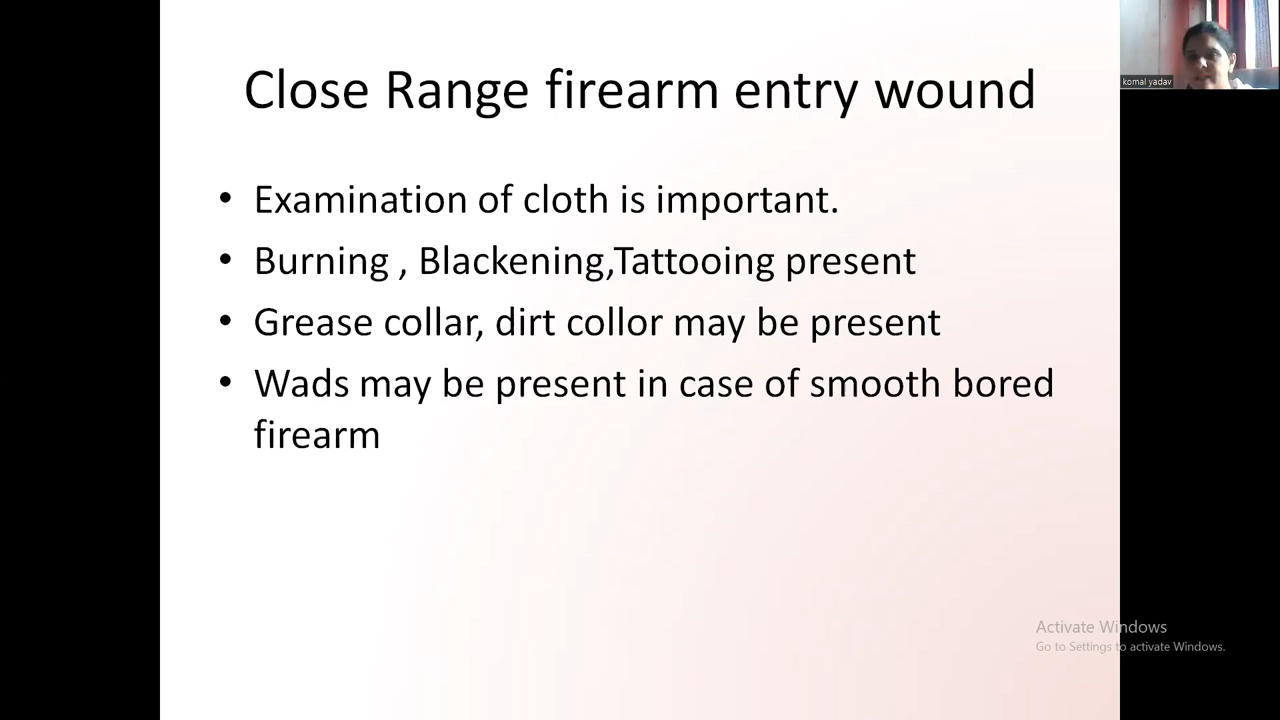 Close Range firearm entry wound
• Examination of cloth is important.
• Burning , Blackening,Tattooing present
• Grease collar, dirt collor may be present
• Wads may be present in case of smooth bored
firearm
komal yadav
Activate Windows
Go to Settings to activate Windows.